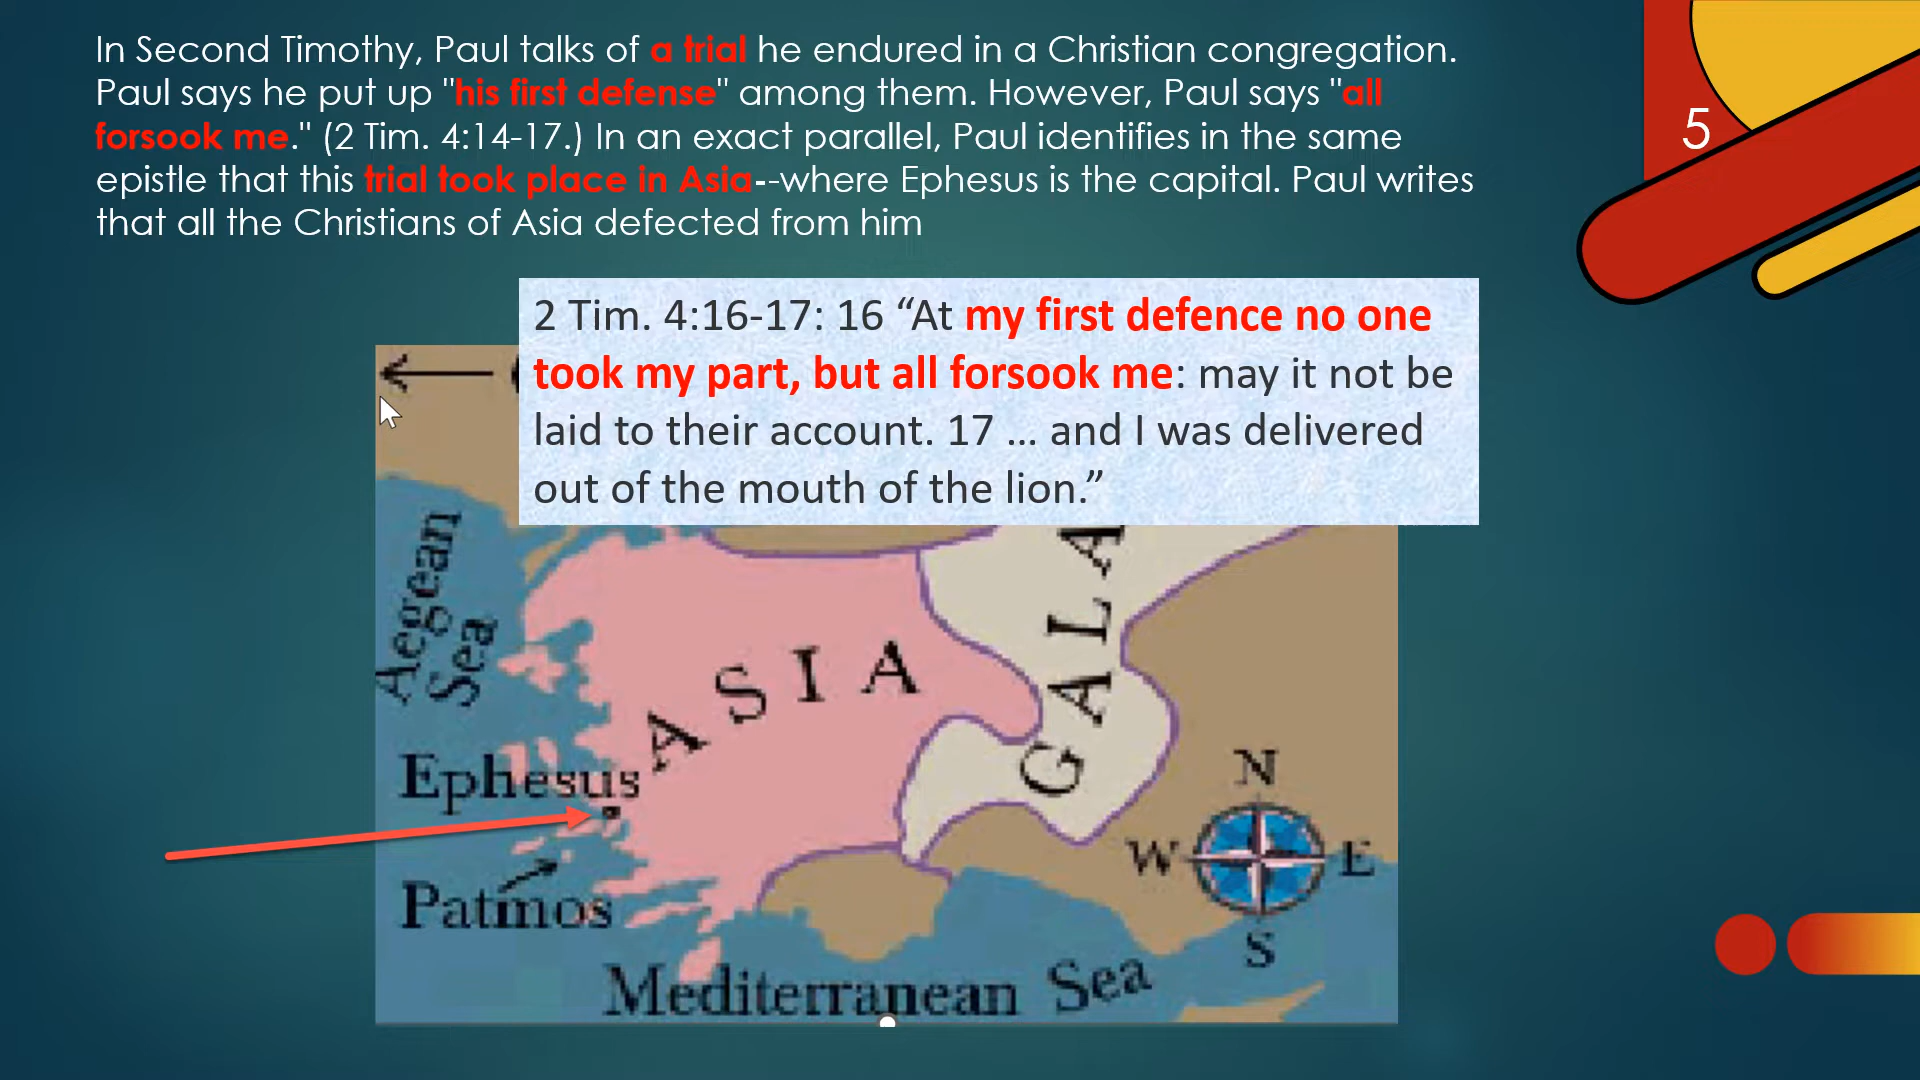 In Second Timothy, Paul talks of a trial he endured in a Christian congregation.
Paul says he put up "his first defense" among them. However, Paul says "all
forsook me." (2 Tim. 4:14-17.) In an exact parallel, Paul identifies in the same
epistle that this trial took place in Asia--where Ephesus is the capital. Paul writes
that all the Christians of Asia defected from him
5
2 Tim. 4:16-17: 16 “At my first defence no one
took my part, but all forsook me: may it not be
laid to their account. 17 … and I was delivered
out of the mouth of the lion.”
Aegean
Sea
ASIA
GALA
Ephesus
Patmos
Mediterranean Sea
N
W E
S